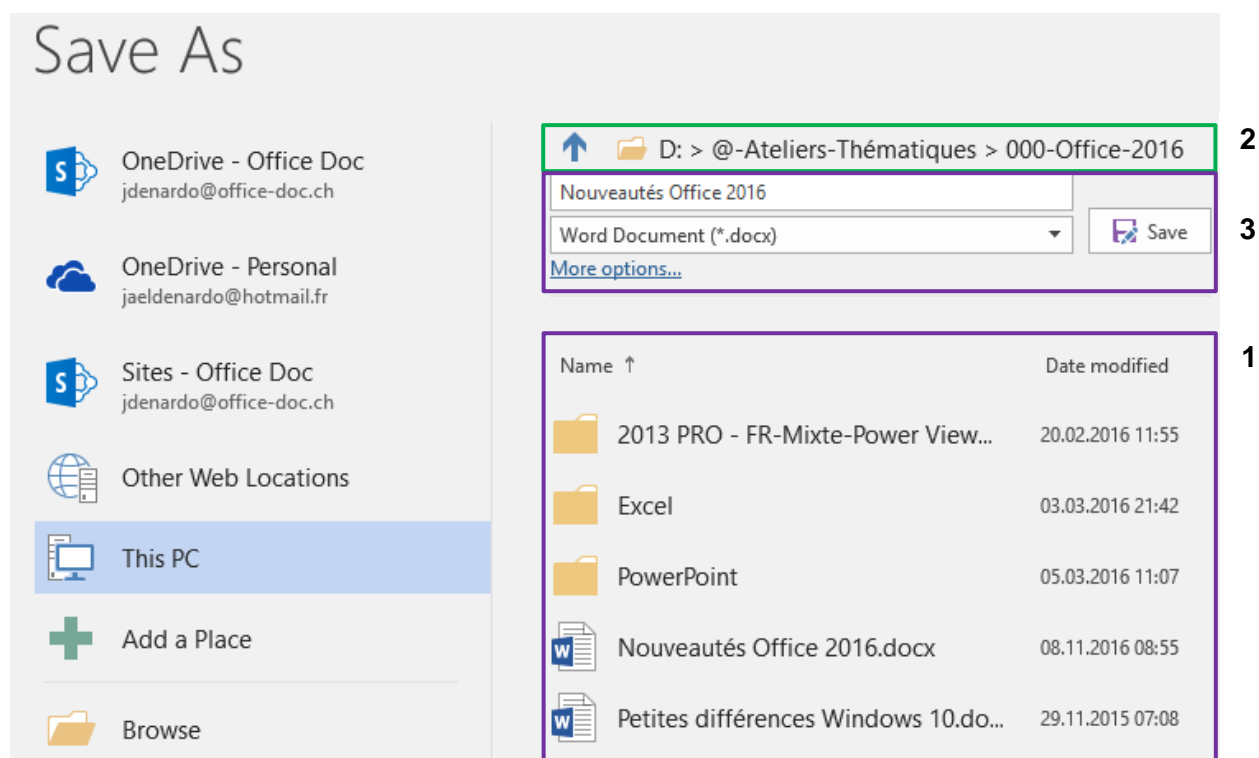 Save As
OneDrive - Office Doc
jdenardo@office-doc.ch
OneDrive - Personal
jaeldenardo@hotmail.fr
Sites - Office Doc
jdenardo@office-doc.ch
Other Web Locations
This PC
Add a Place
Browse
D: > @-Ateliers-Thématiques > 000-Office-2016
2
Nouveautés Office 2016
Word Document (*.docx)
Save
3
More options...
Name ↑ Date modified
1
2013 PRO - FR-Mixte-Power View... 20.02.2016 11:55
Excel 03.03.2016 21:42
PowerPoint 05.03.2016 11:07
Nouveautés Office 2016.docx 08.11.2016 08:55
Petites différences Windows 10.do... 29.11.2015 07:08